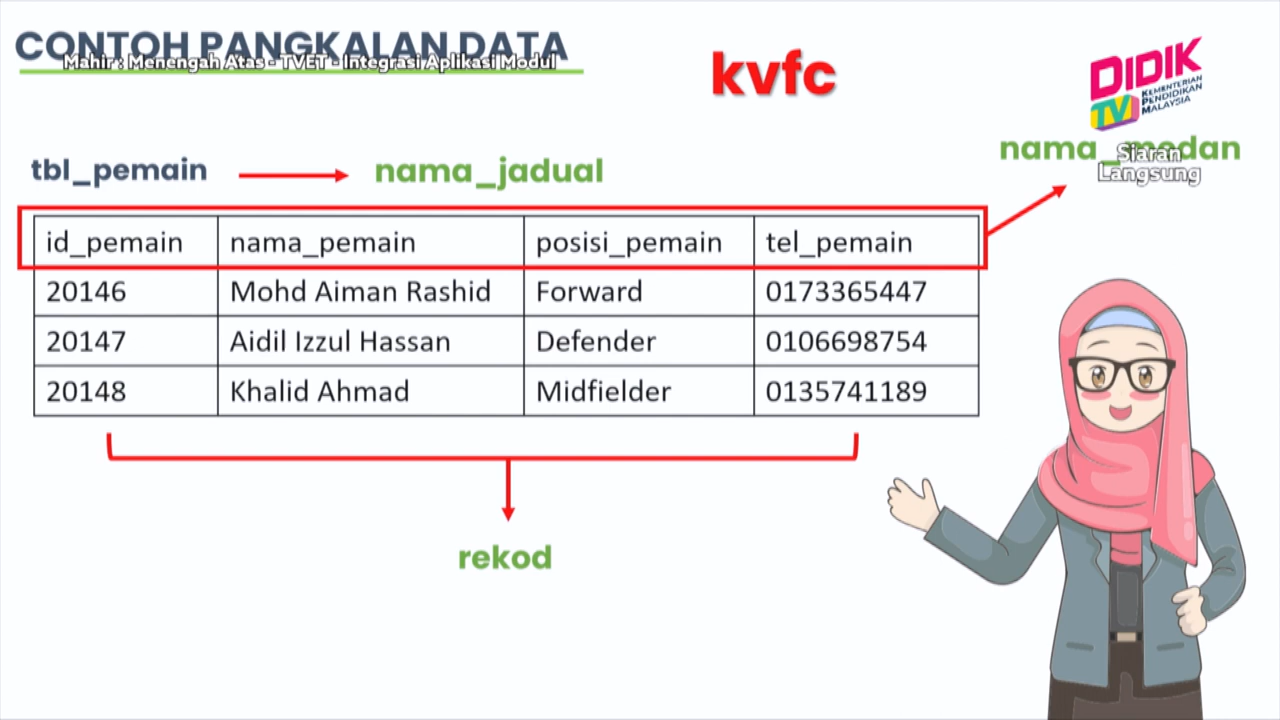 CONTOH PANGKALAN DATA
Mahir : Menengah Atas - TVET - Integrasi Aplikasi Modul
kvfc
DIDIK
TV
KEMENTERIAN
PENDIDIKAN
MALAYSIA
nama_medan
Siaran
Langsung
tbl_pemain nama_jadual
id_pemain nama_pemain posisi_pemain tel_pemain
20146 Mohd Aiman Rashid Forward 0173365447
20147 Aidil Izzul Hassan Defender 0106698754
20148 Khalid Ahmad Midfielder 0135741189
rekod